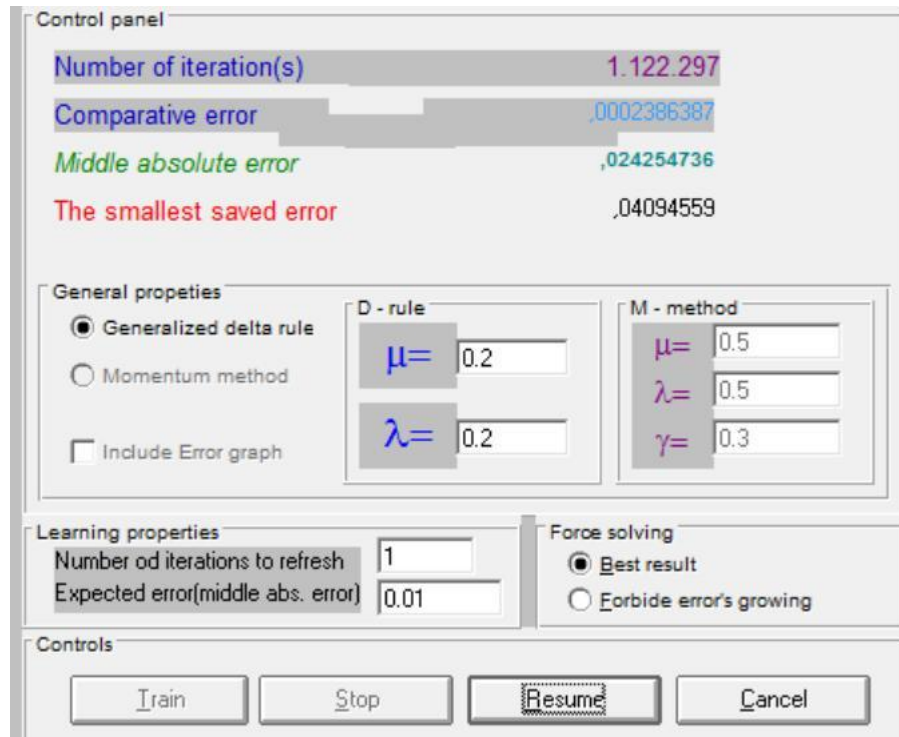 Control panel
Number of iteration(s) 1.122.297
Comparative error ,0002386387
Middle absolute error ,024254736
The smallest saved error ,04094559
General propeties
Generalized delta rule
Momentum method
Include Error graph
D - rule
μ= 0.2
λ= 0.2
M - method
μ= 0.5
λ= 0.5
γ= 0.3
Learning properties
Number od iterations to refresh 1
Expected error(middle abs. error) 0.01
Force solving
Best result
Forbide error's growing
Controls
Train Stop Resume Cancel